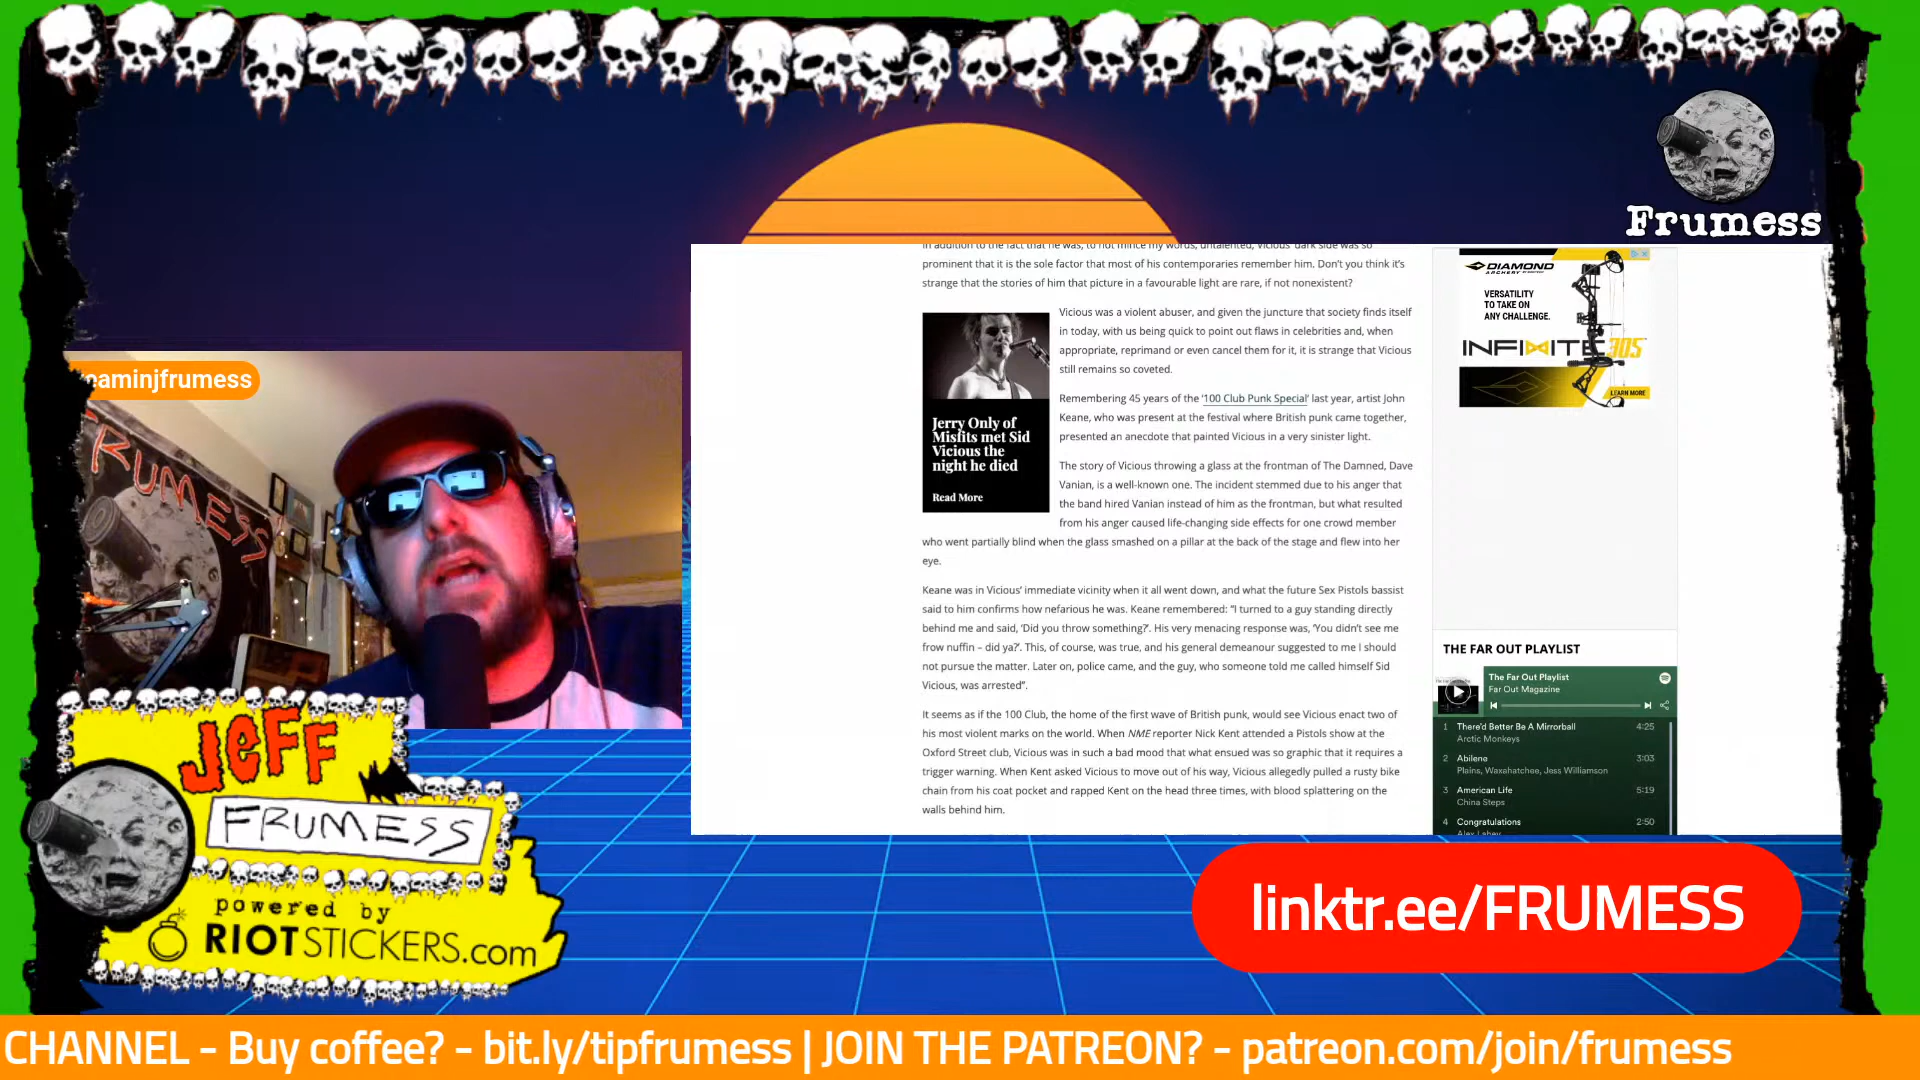 Frumess
in addition to the fact that he was, to not mince my words, untalented, Vicious' dark side was so
prominent that it is the sole factor that most of his contemporaries remember him. Don't you think it's
strange that the stories of him that picture in a favourable light are rare, if not nonexistent?
Vicious was a violent abuser, and given the juncture that society finds itself
in today, with us being quick to point out flaws in celebrities and, when
appropriate, reprimand or even cancel them for it, it is strange that Vicious
still remains so coveted.
Remembering 45 years of the '100 Club Punk Special' last year, artist John
Keane, who was present at the festival where British punk came together,
presented an anecdote that painted Vicious in a very sinister light.
The story of Vicious throwing a glass at the frontman of The Damned, Dave
Vanian, is a well-known one. The incident stemmed due to his anger that
the band hired Vanian instead of him as the frontman, but what resulted
from his anger caused life-changing side effects for one crowd member
who went partially blind when the glass smashed on a pillar at the back of the stage and flew into her
eye.
Jerry Only of
Misfits met Sid
Vicious the
night he died
Read More
Keane was in Vicious' immediate vicinity when it all went down, and what the future Sex Pistols bassist
said to him confirms how nefarious he was. Keane remembered: "I turned to a guy standing directly
behind me and said, 'Did you throw something?'. His very menacing response was, 'You didn't see me
frow nuffin – did ya?'. This, of course, was true, and his general demeanour suggested to me I should
not pursue the matter. Later on, police came, and the guy, who someone told me called himself Sid
Vicious, was arrested".
It seems as if the 100 Club, the home of the first wave of British punk, would see Vicious enact two of
his most violent marks on the world. When NME reporter Nick Kent attended a Pistols show at the
Oxford Street club, Vicious was in such a bad mood that what ensued was so graphic that it requires a
trigger warning. When Kent asked Vicious to move out of his way, Vicious allegedly pulled a rusty bike
chain from his coat pocket and rapped Kent on the head three times, with blood splattering on the
walls behind him.
DIAMOND
VERSATILITY
TO TAKE ON
ANY CHALLENGE.
INFINITE 305
LEARN MORE
THE FAR OUT PLAYLIST
The Far Out Playlist
Far Out Magazine
1 There'd Better Be A Mirrorball 4:25
Arctic Monkeys
2 Abilene 3:03
Plains, Waxahatchee, Jess Williamson
3 American Life 5:19
China Steps
4 Congratulations 2:50
Alex Lahey
eaminjfrumess
FRUMESS
JeFF
FRUMESS
powered by
RIOTSTICKERS.com
linktr.ee/FRUMESS
CHANNEL - Buy coffee? - bit.ly/tipfrumess | JOIN THE PATREON? - patreon.com/join/frumess